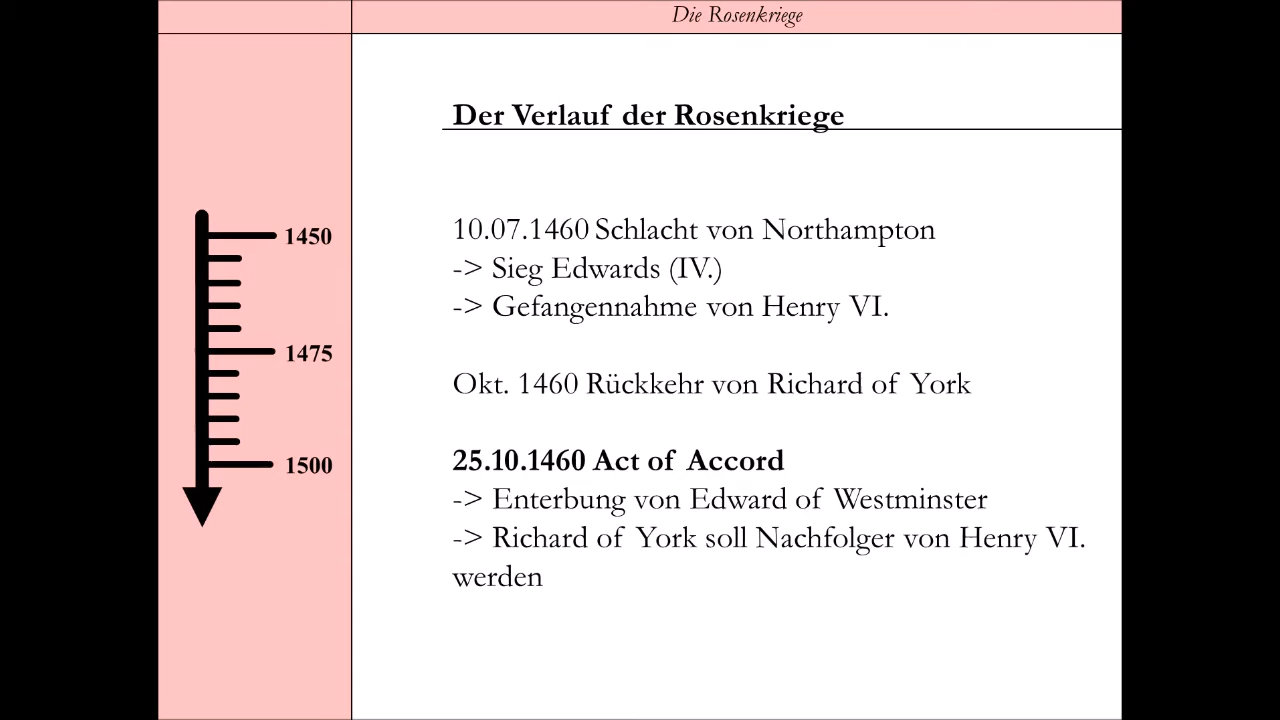 Die Rosenkriege
Der Verlauf der Rosenkriege
1450
1475
1500
10.07.1460 Schlacht von Northampton
-> Sieg Edwards (IV.)
-> Gefangennahme von Henry VI.
Okt. 1460 Rückkehr von Richard of York
25.10.1460 Act of Accord
-> Enterbung von Edward of Westminster
-> Richard of York soll Nachfolger von Henry VI.
werden